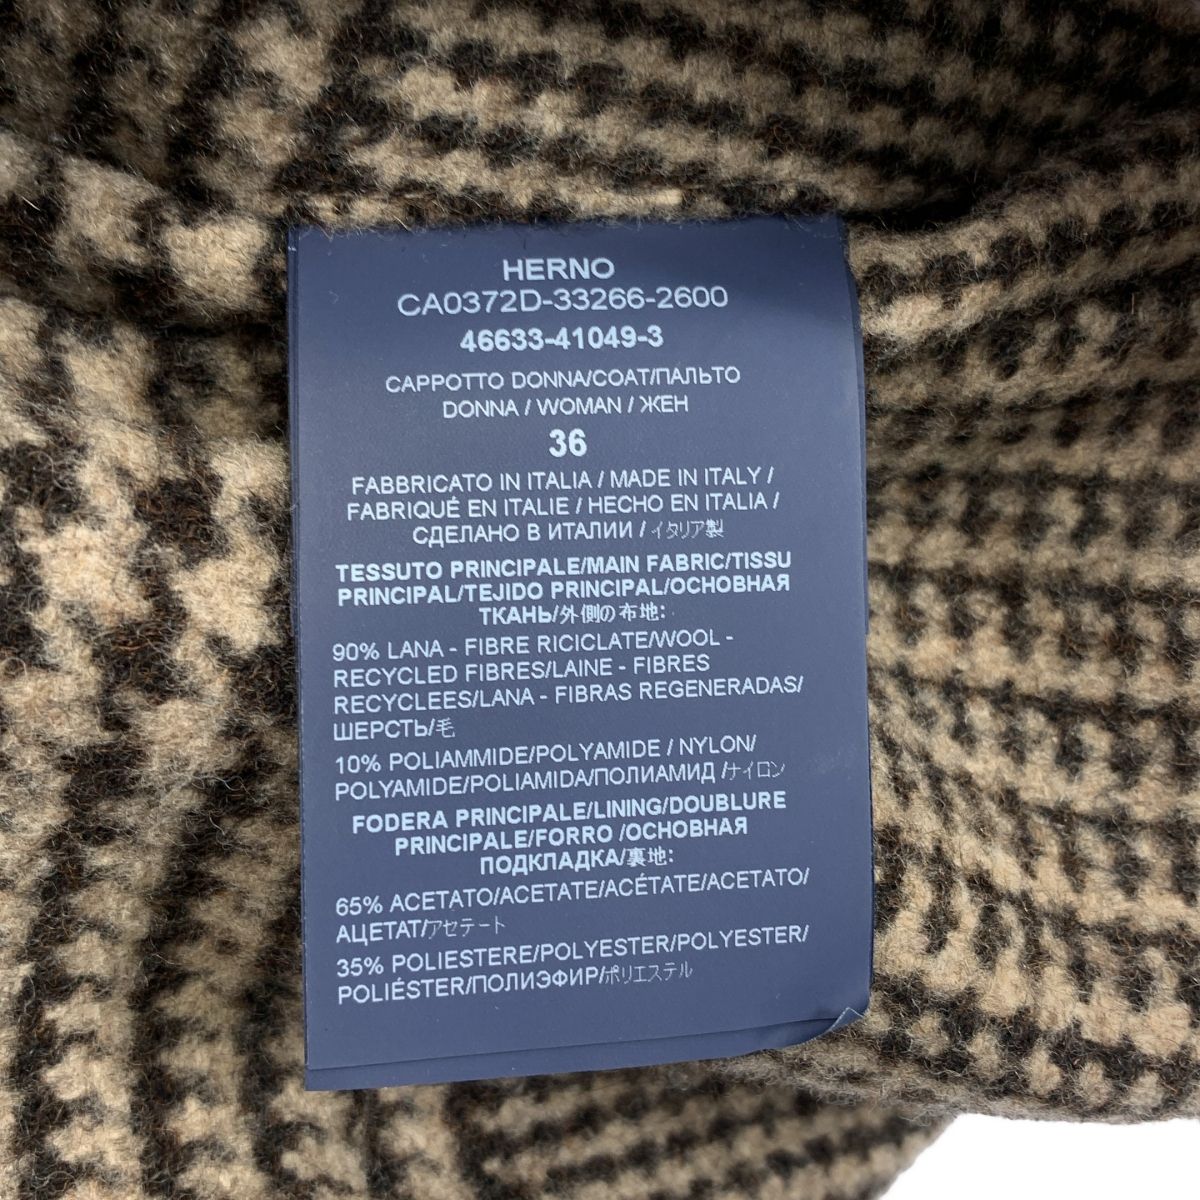 HERNO
CA0372D-33266-2600
46633-41049-3
CAPPOTTO DONNA/COAT/ПАЛЬТО
DONNA / WOMAN / ЖЕН
36
FABBRICATO IN ITALIA / MADE IN ITALY /
FABRIQUÉ EN ITALIE / HECHO EN ITALIA /
СДЕЛАНО В ИТАЛИИ / イタリア製
TESSUTO PRINCIPALE/MAIN FABRIC/TISSU
PRINCIPAL/TEJIDO PRINCIPAL/ОСНОВНАЯ
ТКАНЬ/外側の布地:
90% LANA - FIBRE RICICLATE/WOOL -
RECYCLED FIBRES/LAINE - FIBRES
RECYCLEES/LANA - FIBRAS REGENERADAS/
ШЕРСТЬ/毛
10% POLIAMMIDE/POLYAMIDE / NYLON/
POLYAMIDE/POLIAMIDA/ПОЛИАМИД /ナイロン
FODERA PRINCIPALE/LINING/DOUBLURE
PRINCIPALE/FORRO /ОСНОВНАЯ
ПОДКЛАДКА/裏地:
65% ACETATO/ACETATE/ACÉTATE/ACETATO/
АЦЕТАТ/アセテート
35% POLIESTERE/POLYESTER/POLYESTER/
POLIÉSTER/ПОЛИЭФИР/ポリエステル